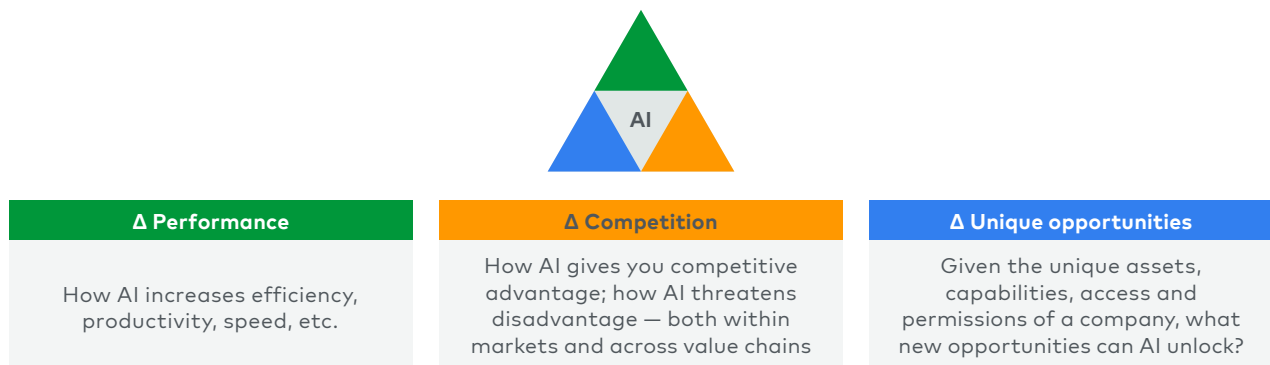 AI
Δ Performance
How AI increases efficiency,
productivity, speed, etc.
Δ Competition
How AI gives you competitive
advantage; how AI threatens
disadvantage — both within
markets and across value chains
Δ Unique opportunities
Given the unique assets,
capabilities, access and
permissions of a company, what
new opportunities can AI unlock?